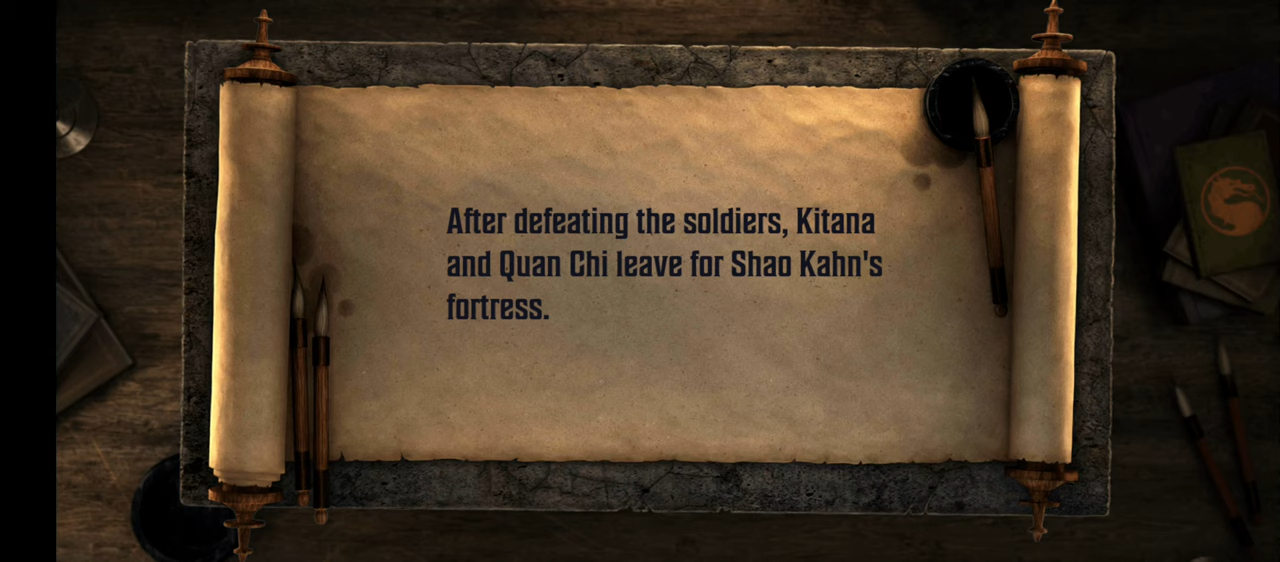 After defeating the soldiers, Kitana
and Quan Chi leave for Shao Kahn's
fortress.